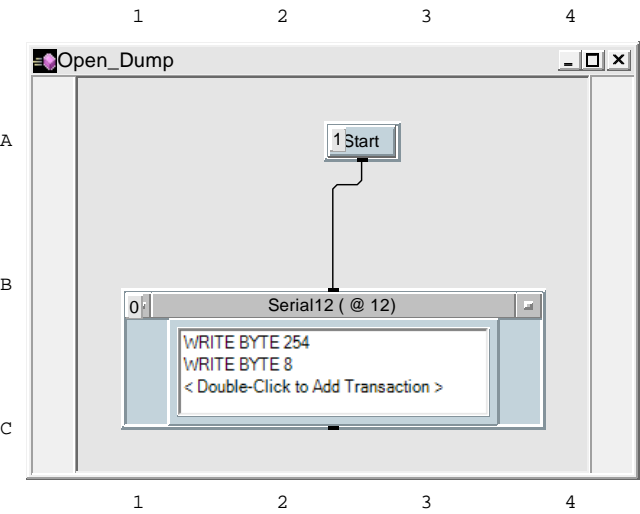 1 2 3 4
Open_Dump
A
1 Start
B
0 Serial12 ( @ 12)
WRITE BYTE 254
WRITE BYTE 8
< Double-Click to Add Transaction >
C
1 2 3 4